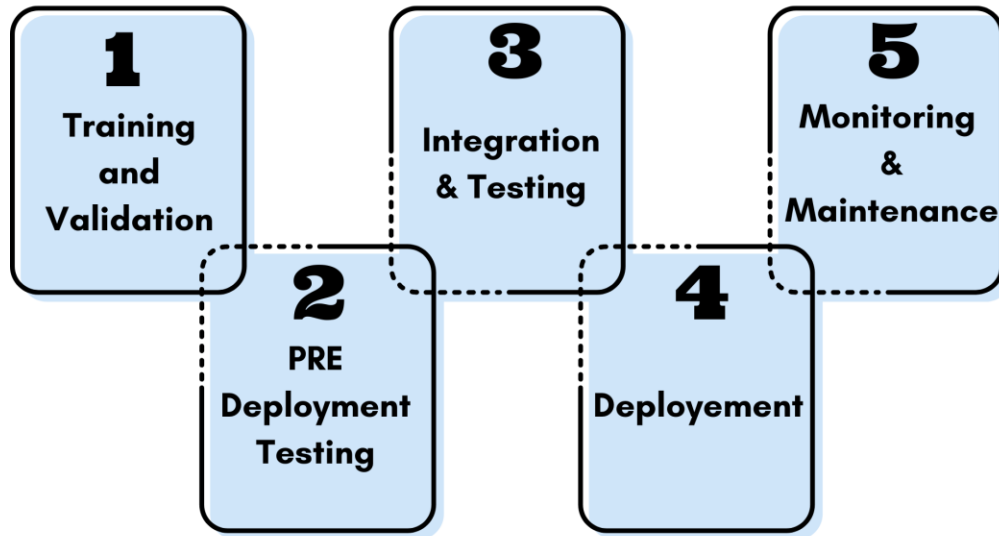 1
Training
and
Validation
2
PRE
Deployment
Testing
3
Integration
& Testing
4
Deployement
5
Monitoring
&
Maintenance